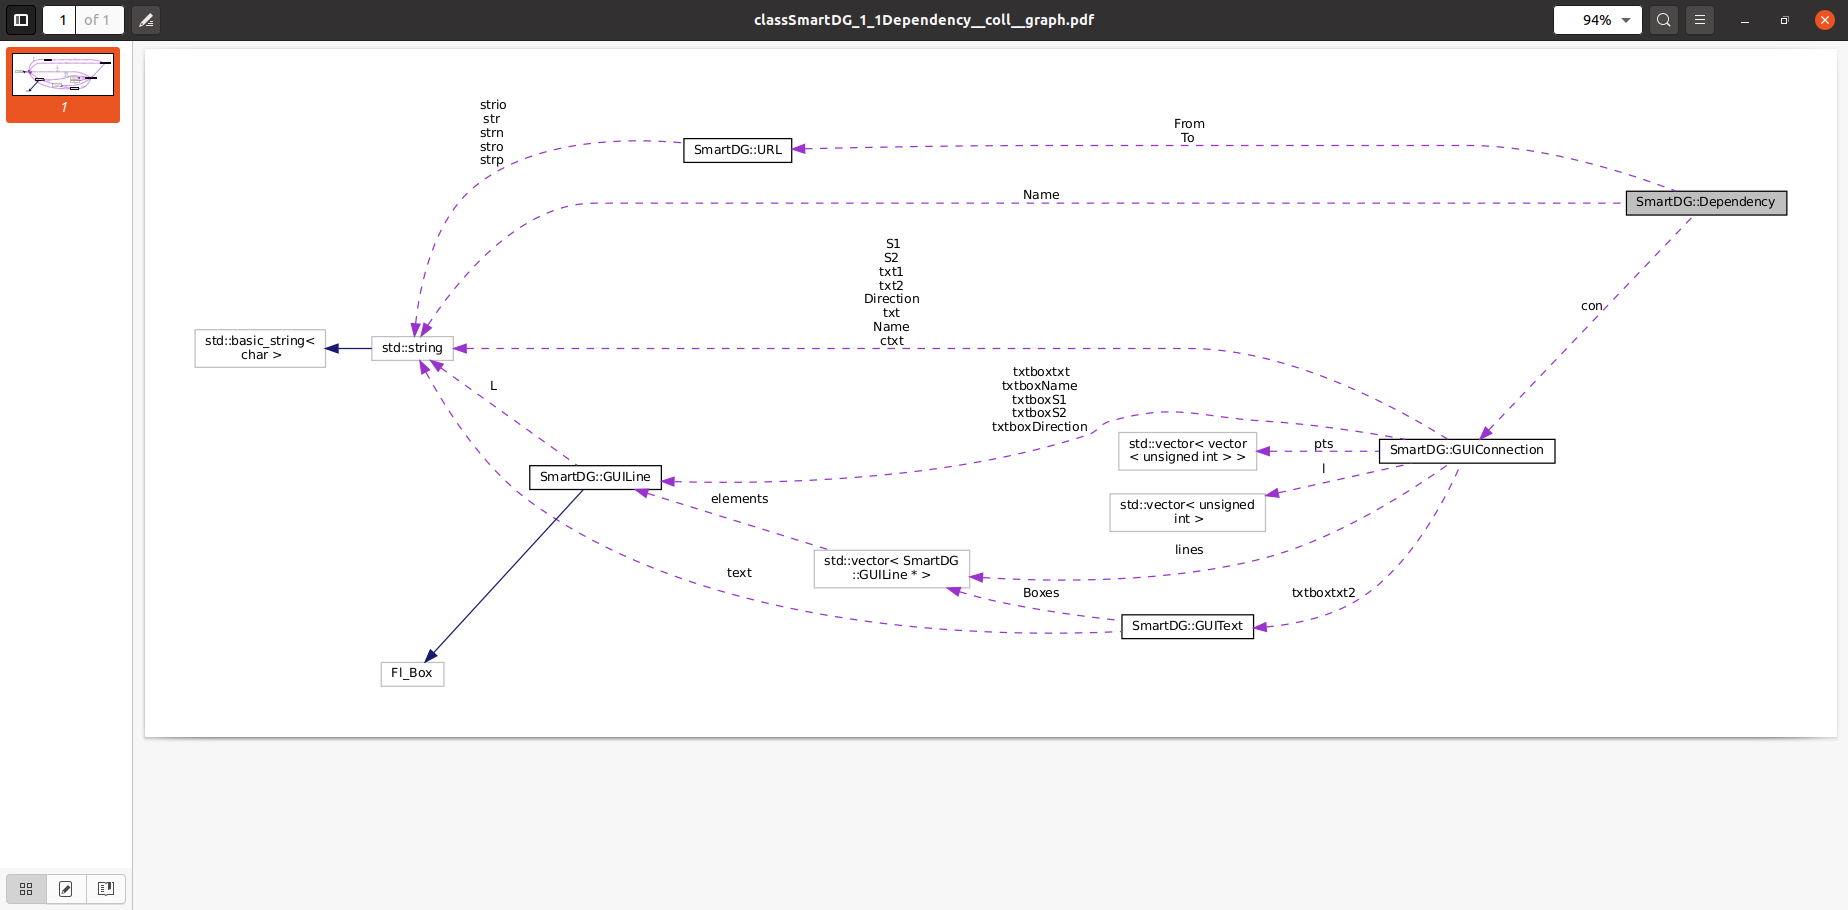 1
of 1
classSmartDG_1_1Dependency__coll__graph.pdf
94%
1
strio
str
strn
stro
strp
SmartDG::URL
From
To
Name
SmartDG::Dependency
S1
S2
txt1
txt2
Direction
txt
Name
ctxt
con
std::basic_string<
char >
std::string
L
txtboxtxt
txtboxName
txtboxS1
txtboxS2
txtboxDirection
std::vector< vector
< unsigned int > >
pts
SmartDG::GUIConnection
l
SmartDG::GUILine
elements
std::vector< unsigned
int >
lines
std::vector< SmartDG
::GUILine * >
text
Boxes
txtboxtxt2
SmartDG::GUIText
Fl_Box